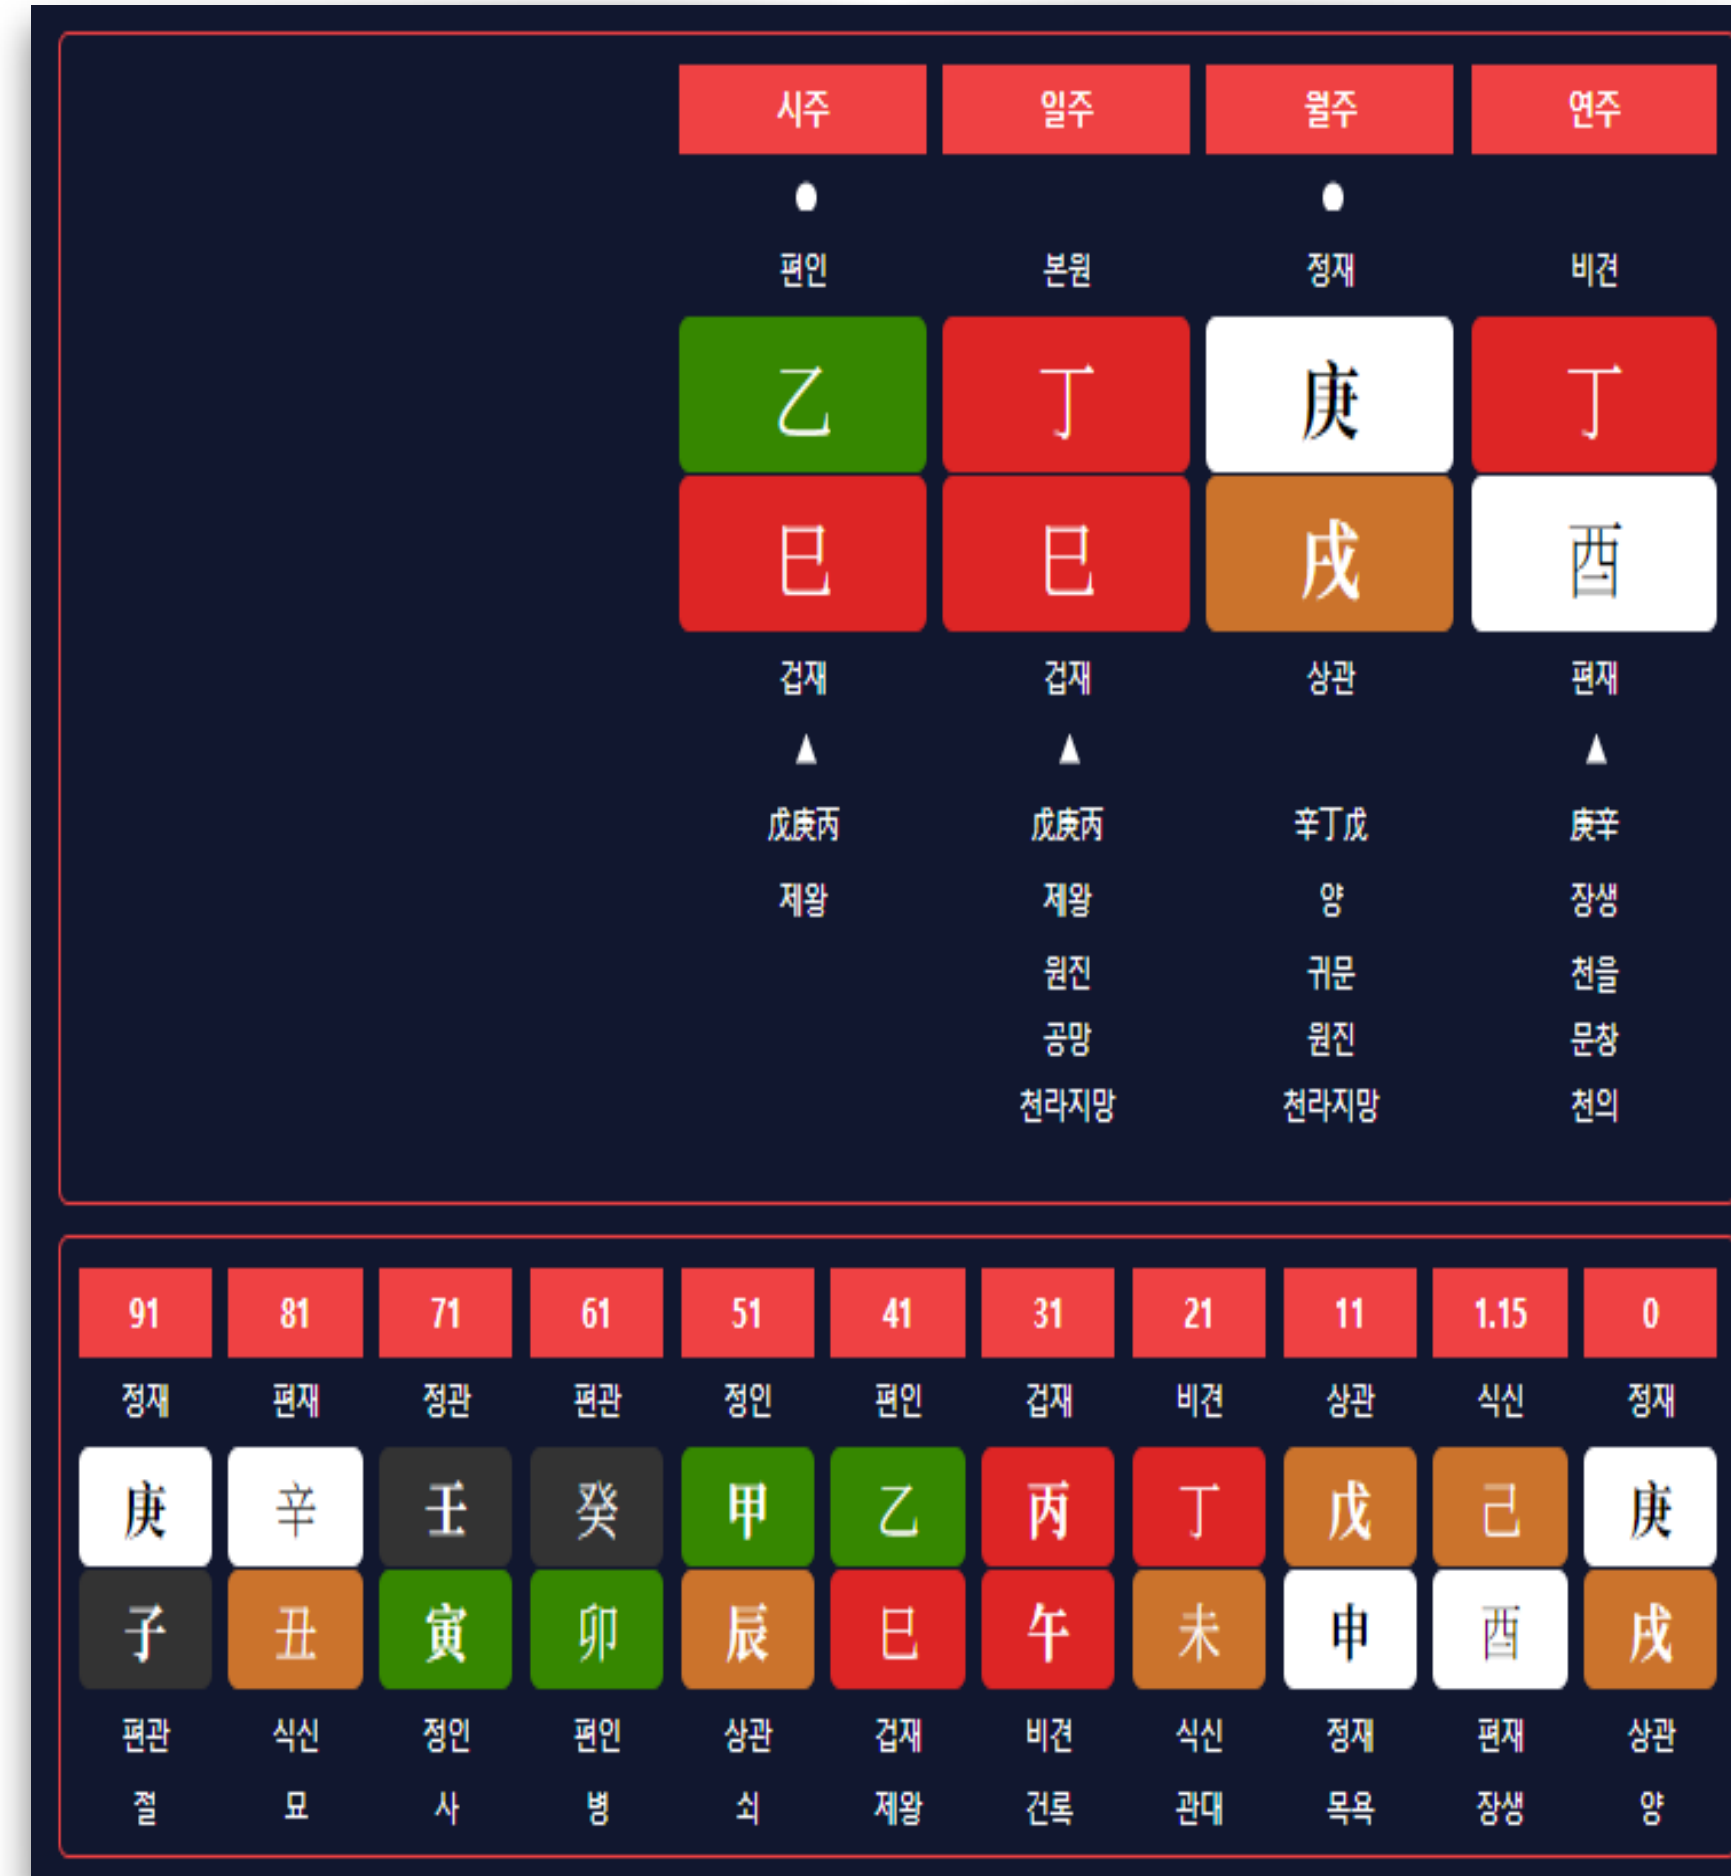 시주 일주 월주 연주
● ●
편인 본원 정재 비견
乙 丁 庚 丁
巳 巳 戌 酉
겁재 겁재 상관 편재
▲ ▲ ▲
戊庚丙 戊庚丙 辛丁戊 庚辛
제왕 제왕 양 장생
원진 귀문 천을
공망 원진 문창
천라지망 천라지망 천의
91 81 71 61 51 41 31 21 11 1.15 0
정재 편재 정관 편관 정인 편인 겁재 비견 상관 식신 정재
庚 辛 壬 癸 甲 乙 丙 丁 戊 己 庚
子 丑 寅 卯 辰 巳 午 未 申 酉 戌
편관 식신 정인 편인 상관 겁재 비견 식신 정재 편재 상관
절 묘 사 병 쇠 제왕 건록 관대 목욕 장생 양